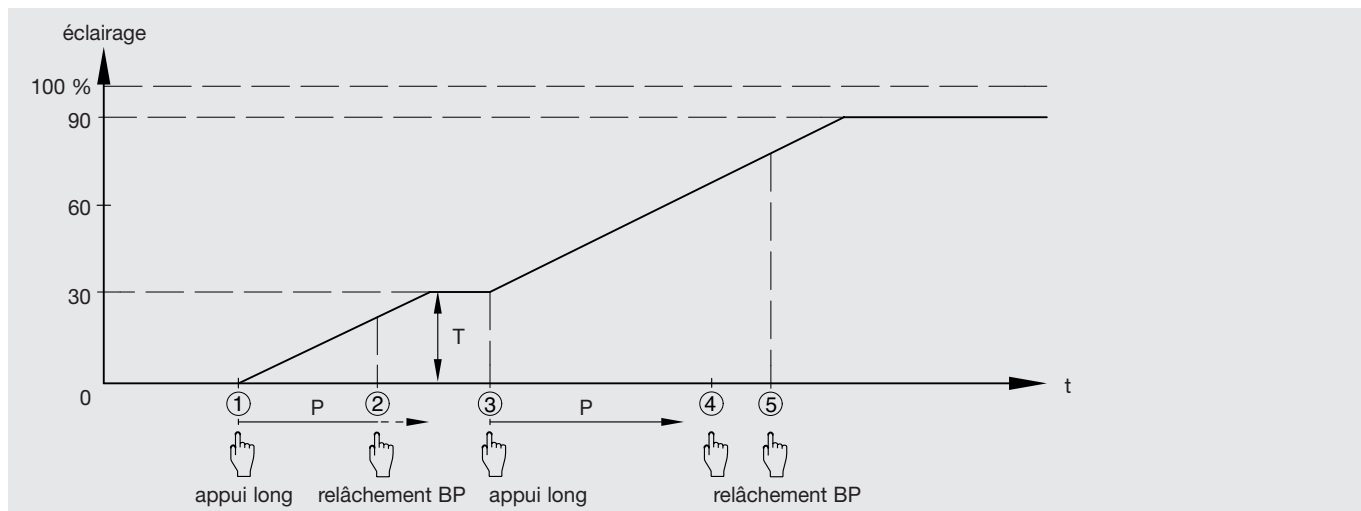 éclairage
100 %
90
60
30
T
0
t
1 P 2 3 P 4 5
appui long relâchement BP appui long relâchement BP